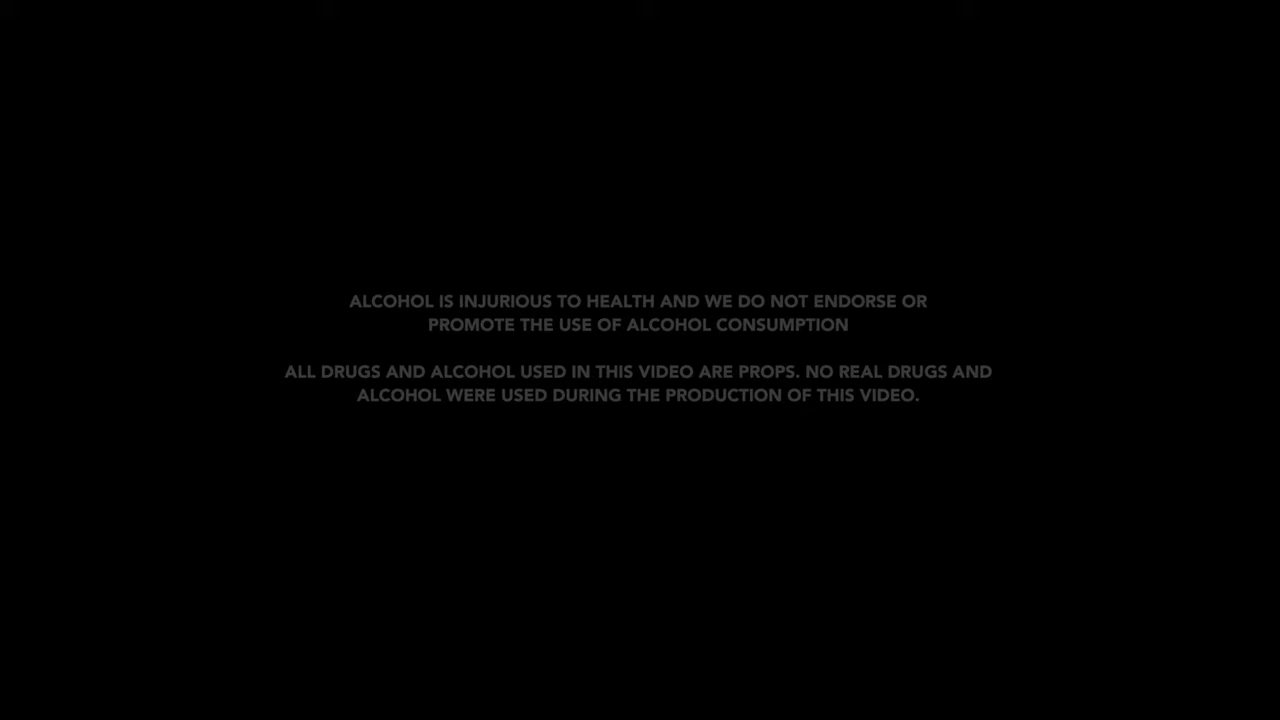 ALCOHOL IS INJURIOUS TO HEALTH AND WE DO NOT ENDORSE OR
PROMOTE THE USE OF ALCOHOL CONSUMPTION
ALL DRUGS AND ALCOHOL USED IN THIS VIDEO ARE PROPS. NO REAL DRUGS AND
ALCOHOL WERE USED DURING THE PRODUCTION OF THIS VIDEO.